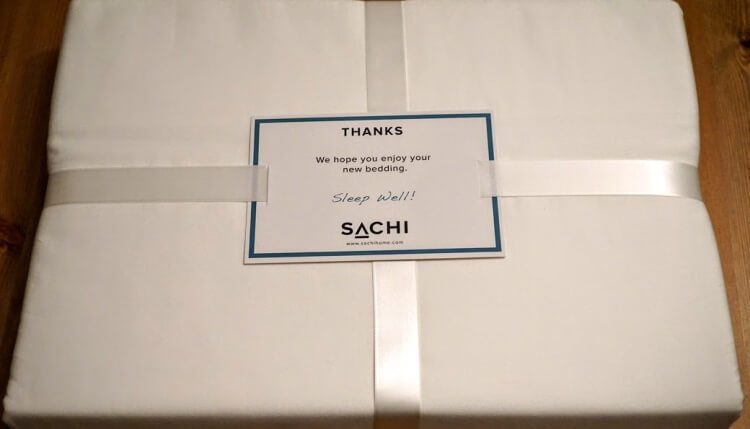 THANKS
We hope you enjoy your
new bedding.
Sleep Well!
SACHI
www.sachihome.com